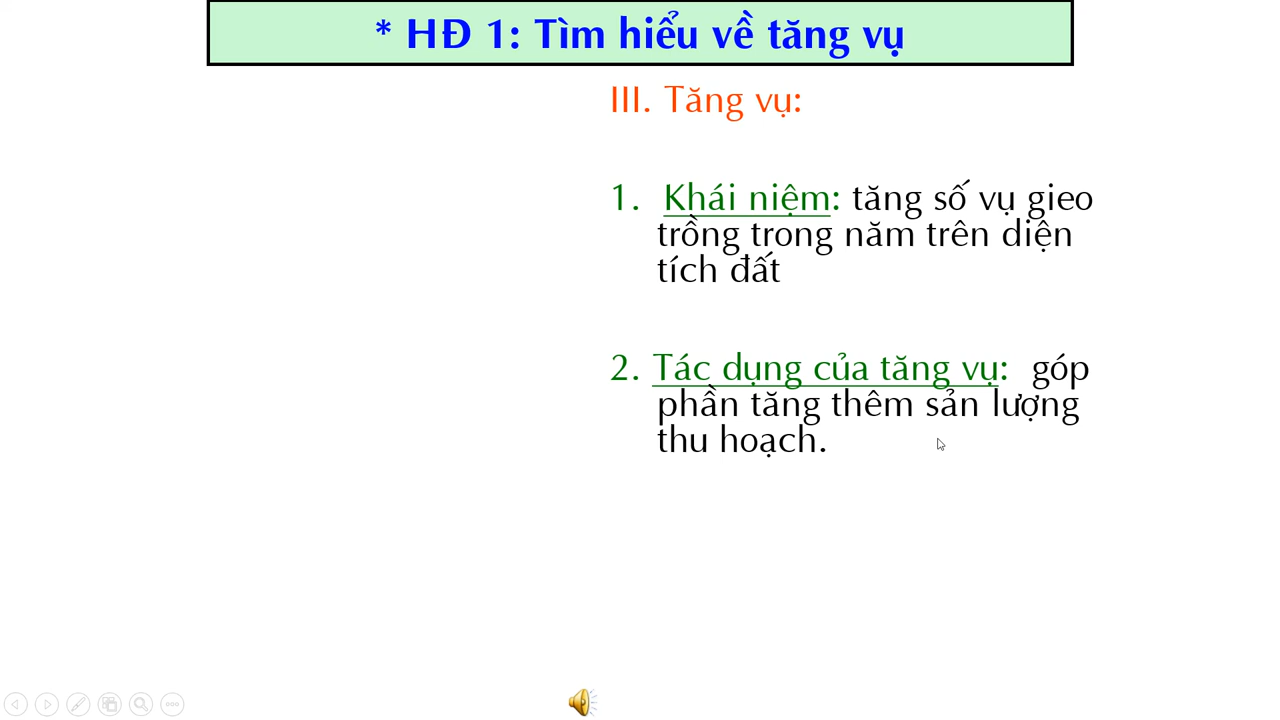 * HĐ 1: Tìm hiểu về tăng vụ
III. Tăng vụ:
1. Khái niệm: tăng số vụ gieo
trồng trong năm trên diện
tích đất
2. Tác dụng của tăng vụ: góp
phần tăng thêm sản lượng
thu hoạch.